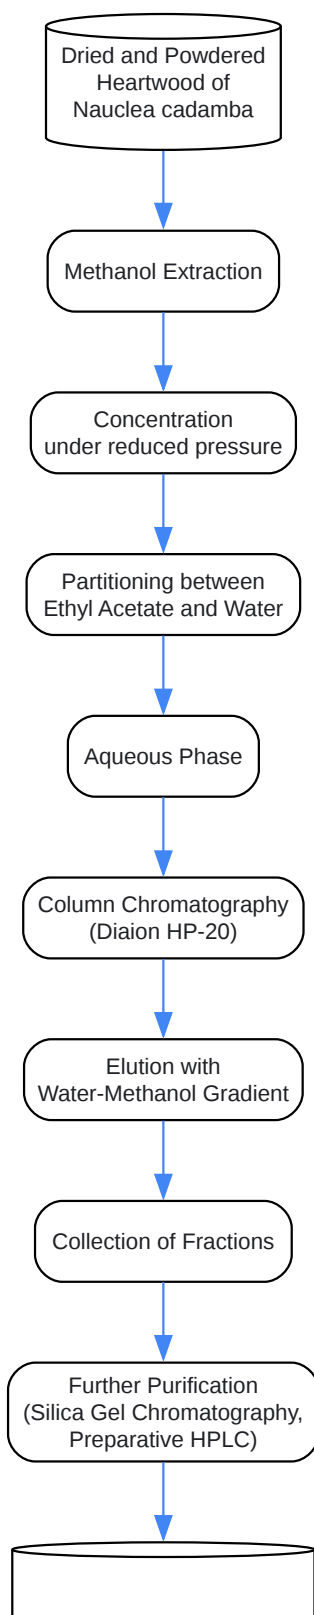 Dried and Powdered
Heartwood of
Nauclea cadamba
Methanol Extraction
Concentration
under reduced pressure
Partitioning between
Ethyl Acetate and Water
Aqueous Phase
Column Chromatography
(Diaion HP-20)
Elution with
Water-Methanol Gradient
Collection of Fractions
Further Purification
(Silica Gel Chromatography,
Preparative HPLC)